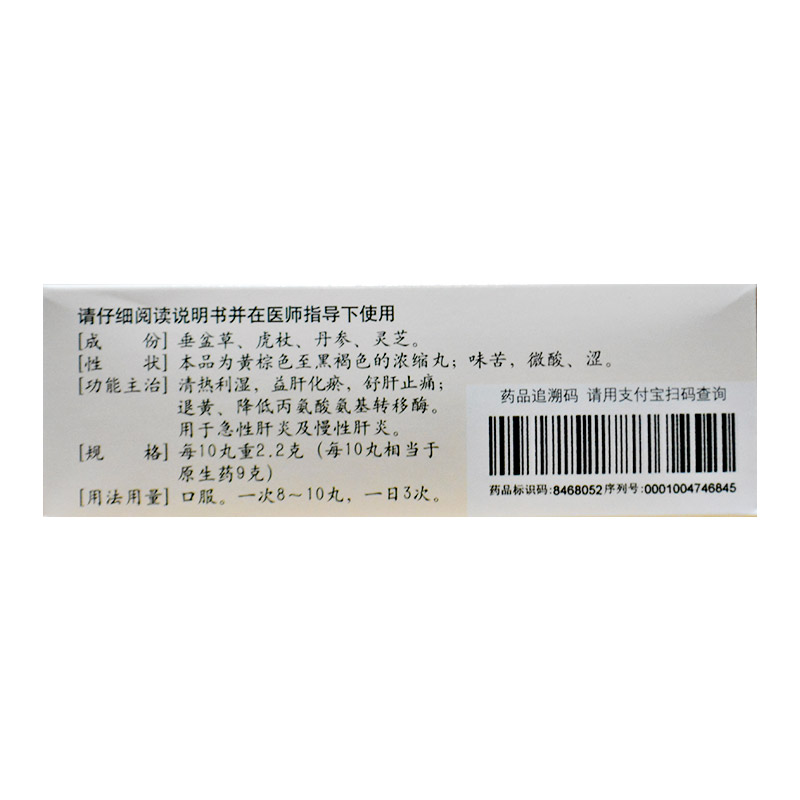 请仔细阅读说明书并在医师指导下使用
[成　　份] 垂盆草、虎杖、丹参、灵芝。
[性　　状] 本品为黄棕色至黑褐色的浓缩丸；味苦，微酸、涩。
[功能主治] 清热利湿，益肝化瘀，舒肝止痛；
退黄、降低丙氨酸氨基转移酶。
用于急性肝炎及慢性肝炎。
[规　　格] 每10丸重2.2克（每10丸相当于
原生药9克）
[用法用量] 口服。一次8～10丸，一日3次。
药品追溯码 请用支付宝扫码查询
药品标识码:8468052 序列号:0001004746845